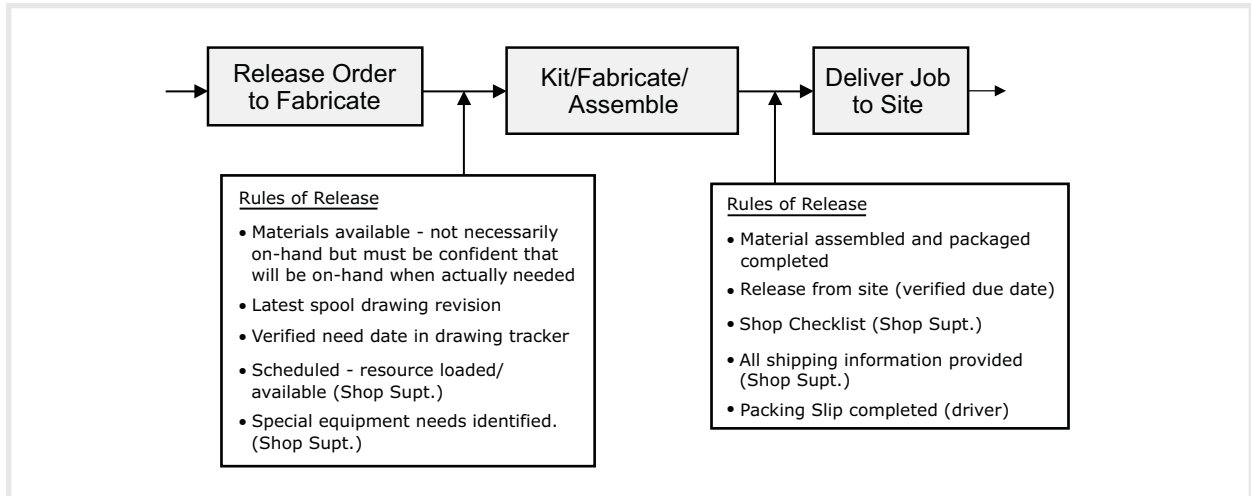 Release Order
to Fabricate
Kit/Fabricate/
Assemble
Deliver Job
to Site
Rules of Release
• Materials available - not necessarily
on-hand but must be confident that
will be on-hand when actually needed
• Latest spool drawing revision
• Verified need date in drawing tracker
• Scheduled - resource loaded/
available (Shop Supt.)
• Special equipment needs identified.
(Shop Supt.)
Rules of Release
• Material assembled and packaged
completed
• Release from site (verified due date)
• Shop Checklist (Shop Supt.)
• All shipping information provided
(Shop Supt.)
• Packing Slip completed (driver)